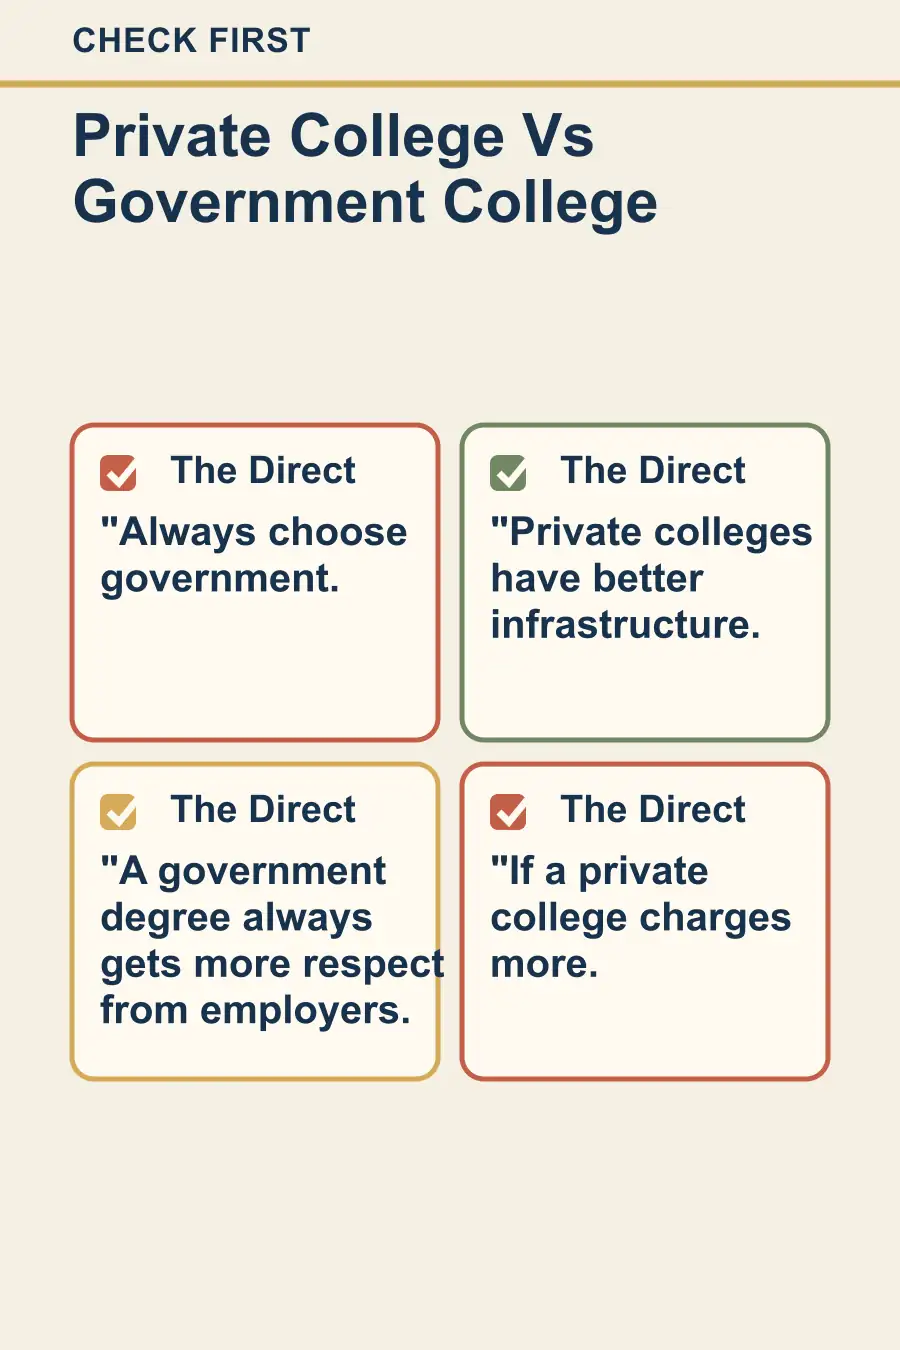 CHECK FIRST
Private College Vs
Government College
The Direct
"Always choose
government.
The Direct
"Private colleges
have better
infrastructure.
The Direct
"A government
degree always
gets more respect
from employers.
The Direct
"If a private
college charges
more.